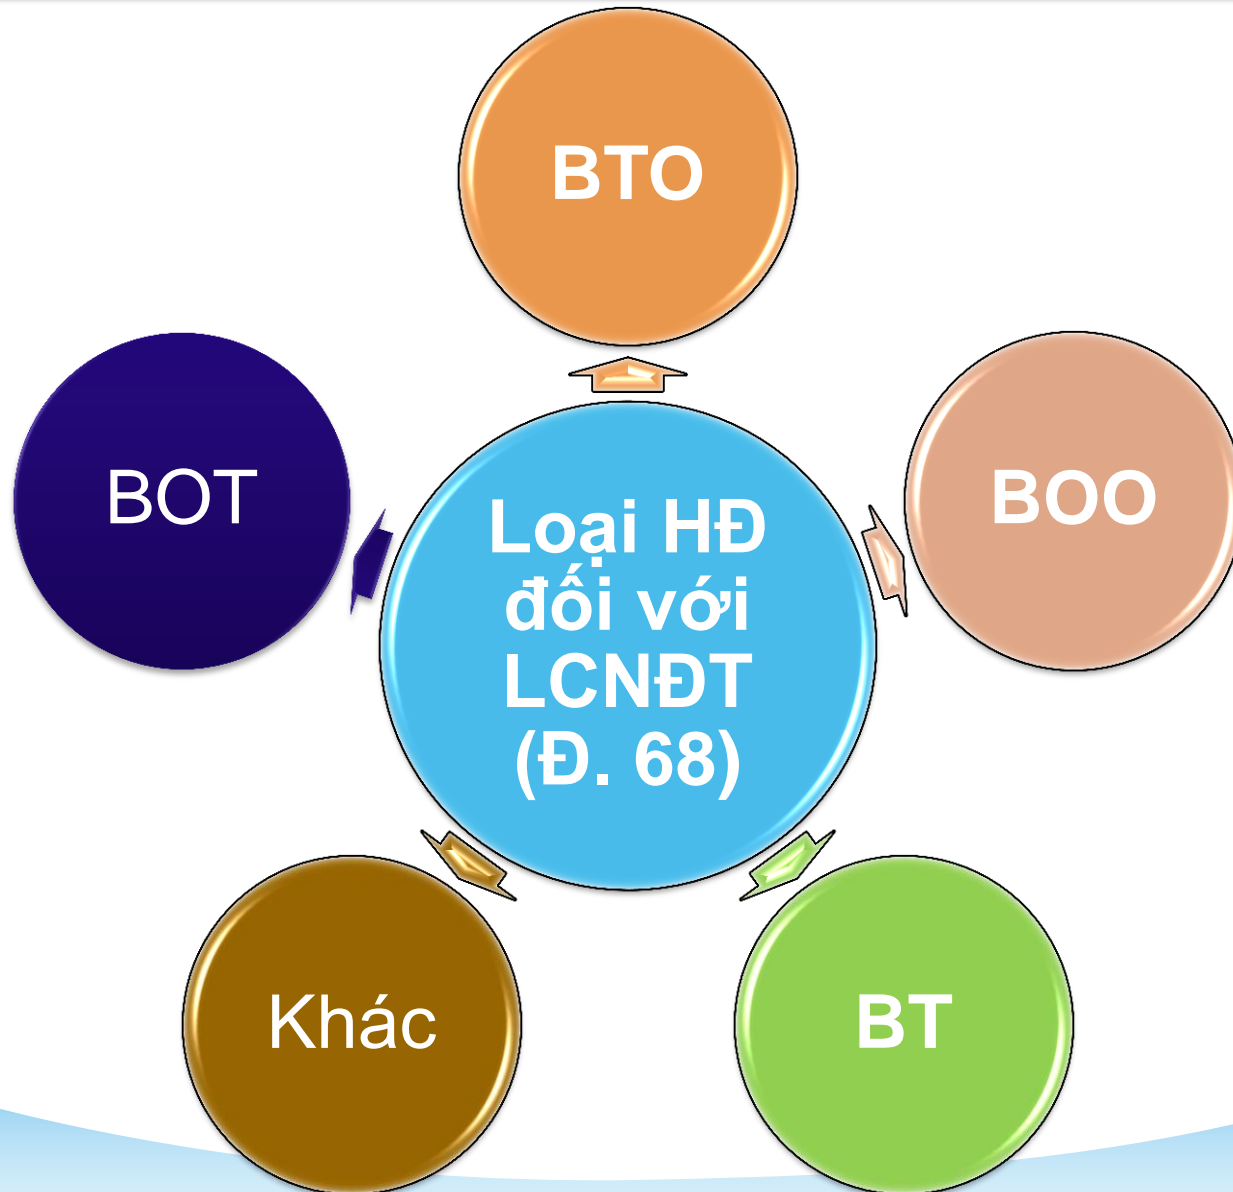 BTO
BOT
BOO
Loại HĐ
đối với
LCNĐT
(Đ. 68)
Khác
BT